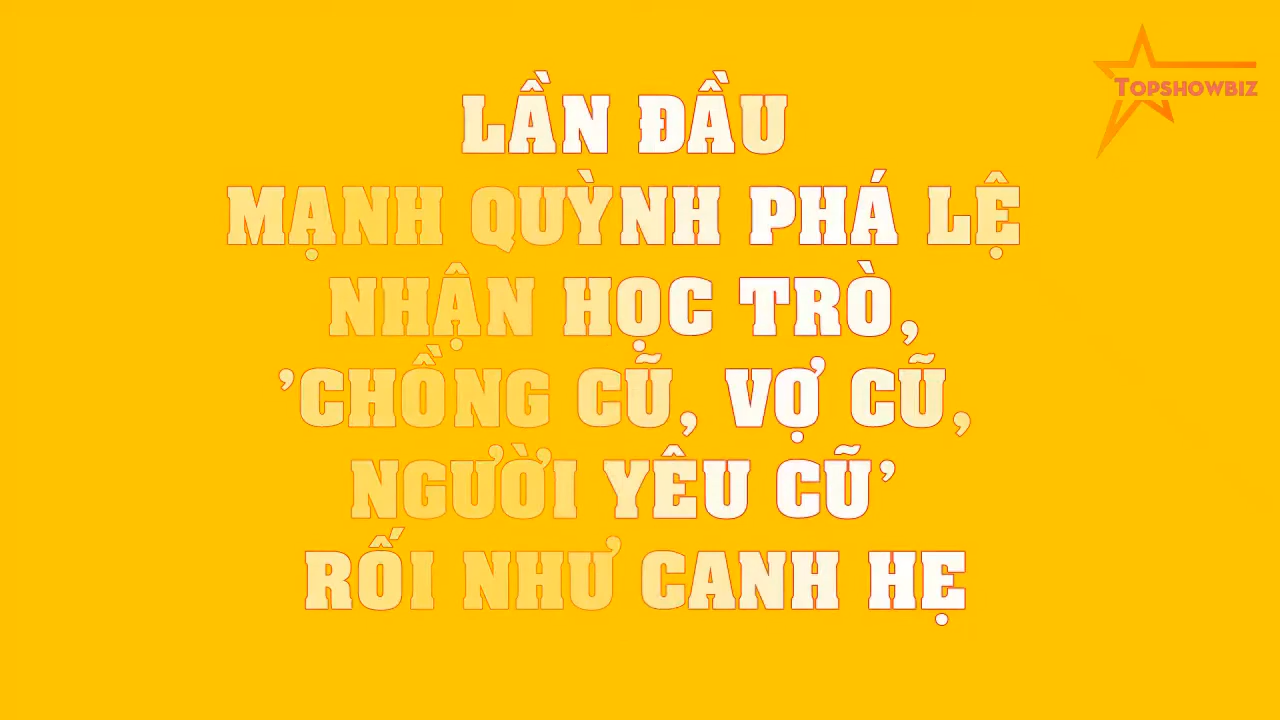 TOPSHOWBIZ
LẦN ĐẦU
MẠNH QUỲNH PHÁ LỆ
NHẬN HỌC TRÒ,
'CHỒNG CŨ, VỢ CŨ,
NGƯỜI YÊU CŨ'
RỐI NHƯ CANH HẸ